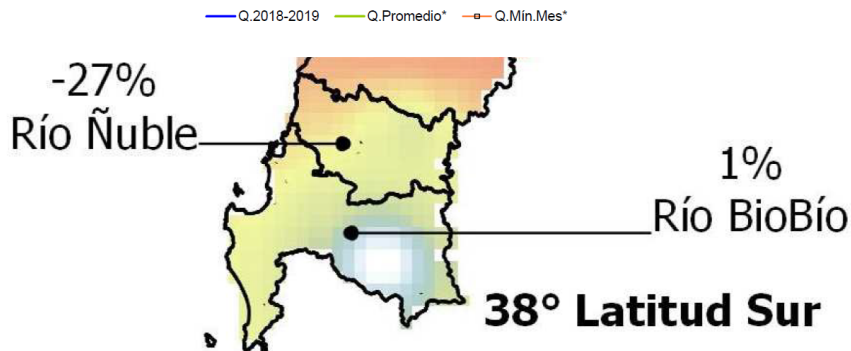 Q.2018-2019 Q.Promedio* Q.Mín.Mes*
-27%
Río Ñuble
1%
Río BioBío
38° Latitud Sur